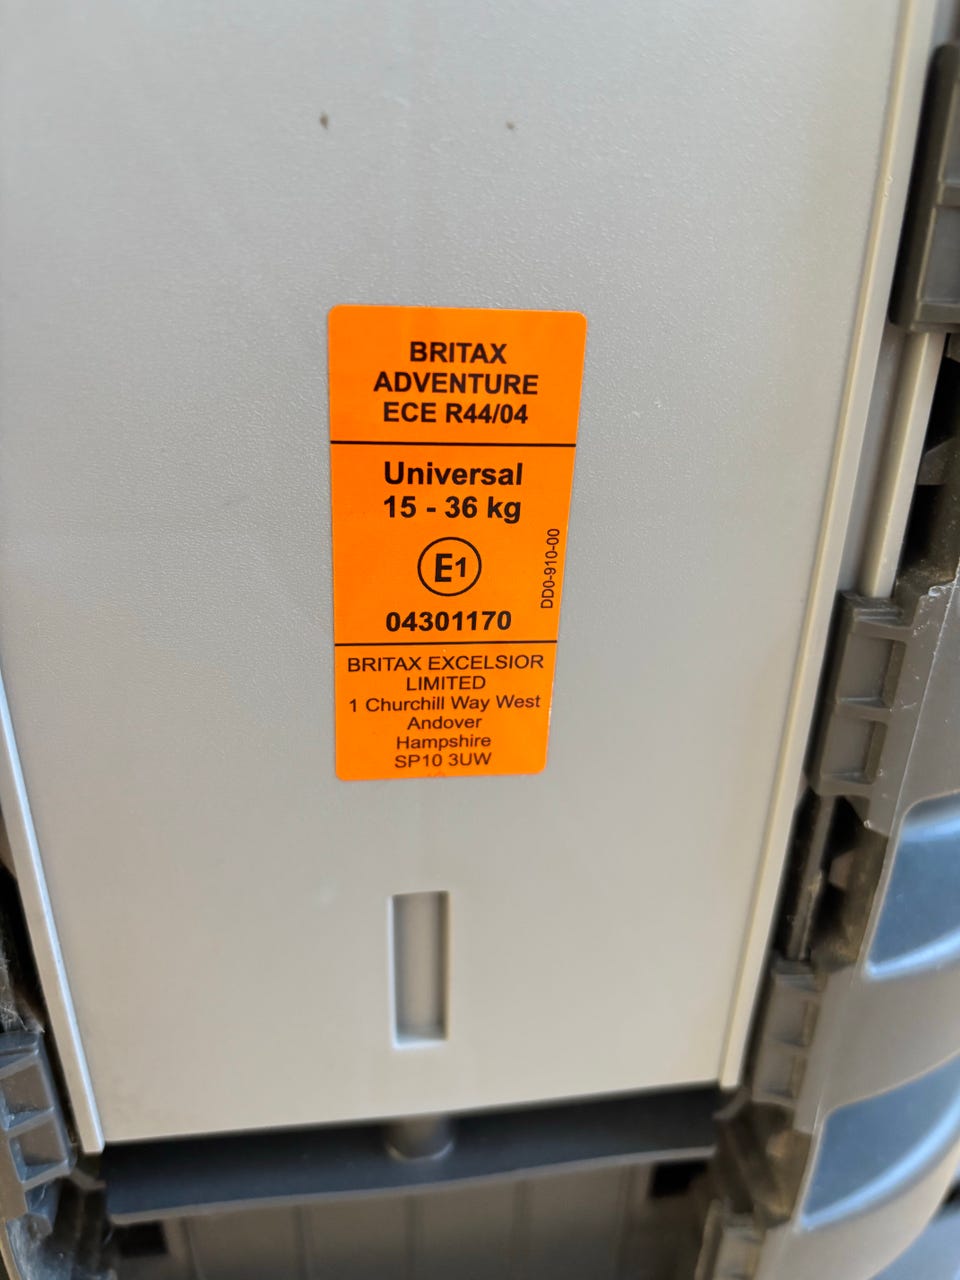 BRITAX
ADVENTURE
ECE R44/04
Universal
15 - 36 kg
E1
04301170
DD0-910-00
BRITAX EXCELSIOR
LIMITED
1 Churchill Way West
Andover
Hampshire
SP10 3UW